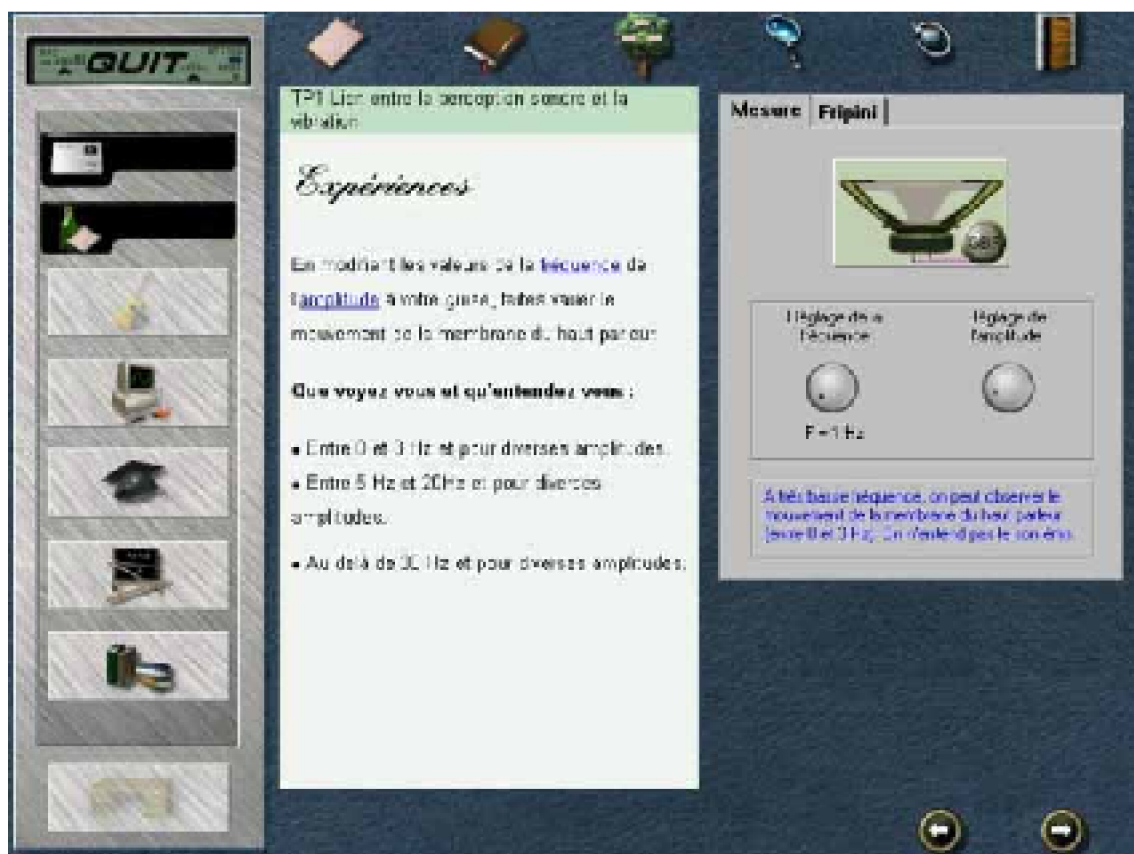 QUIT
TP1 Lien entre la perception sonore et la
vibration
Expériences
En modifiant les valeurs de la fréquence de
l'amplitude à votre guise, faites varier le
mouvement de la membrane du haut parleur
Que voyez vous et qu'entendez vous :
• Entre 0 et 3 Hz et pour diverses amplitudes.
• Entre 5 Hz et 20Hz et pour diverses
amplitudes.
• Au delà de 30 Hz et pour diverses amplitudes.
Mesure Fripini
GBF
Réglage de la
fréquence
Réglage de
l'amplitude
F = 1 Hz
A très basse fréquence, on peut observer le
mouvement de la membrane du haut parleur
(entre 0 et 3 Hz). On n'entend pas le son émis.